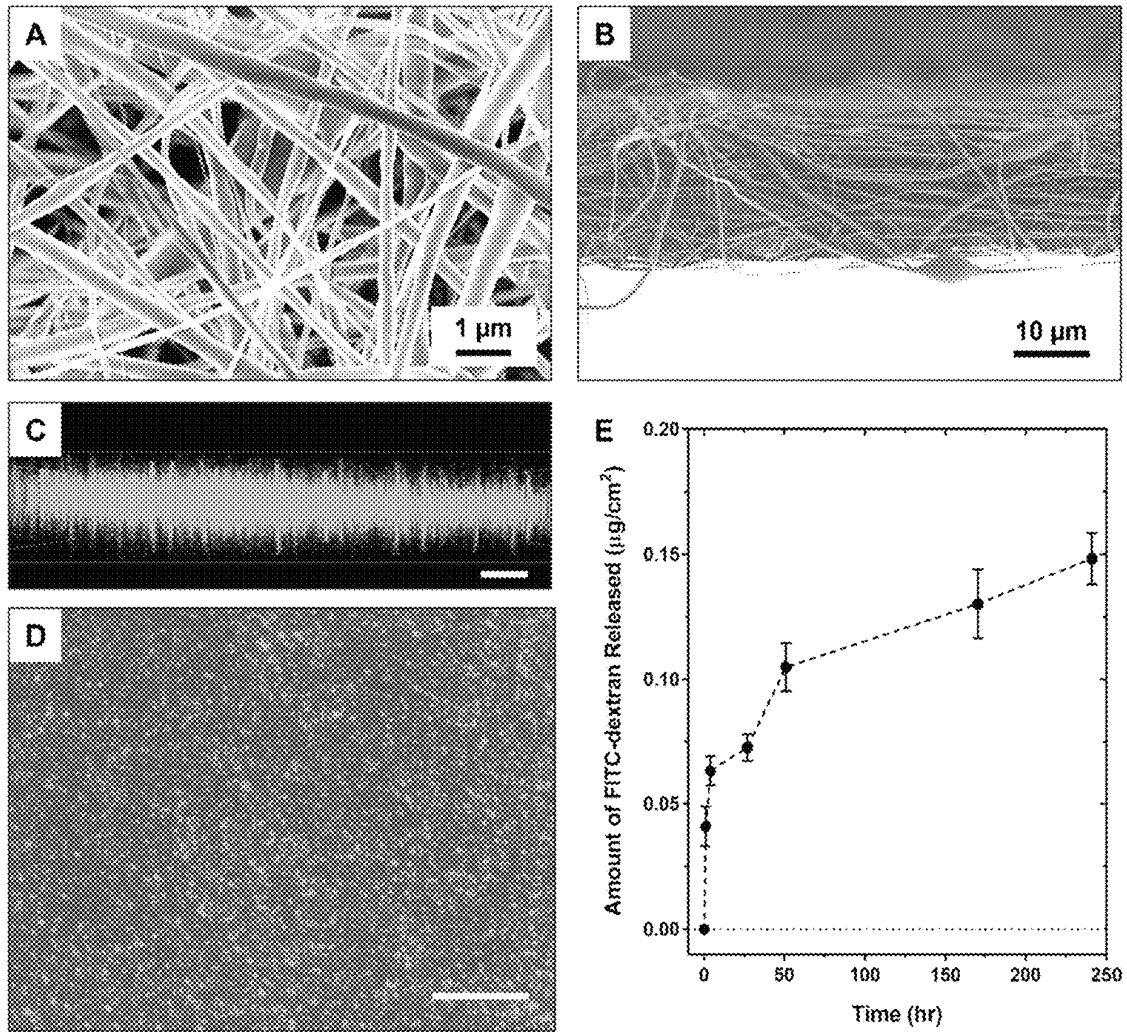 A
1 µm
B
10 µm
C
D
E
0.20
0.15
0.10
0.05
0.00
Amount of FITC-dextran Released (µg/cm²)
0
50
100
150
200
250
Time (hr)